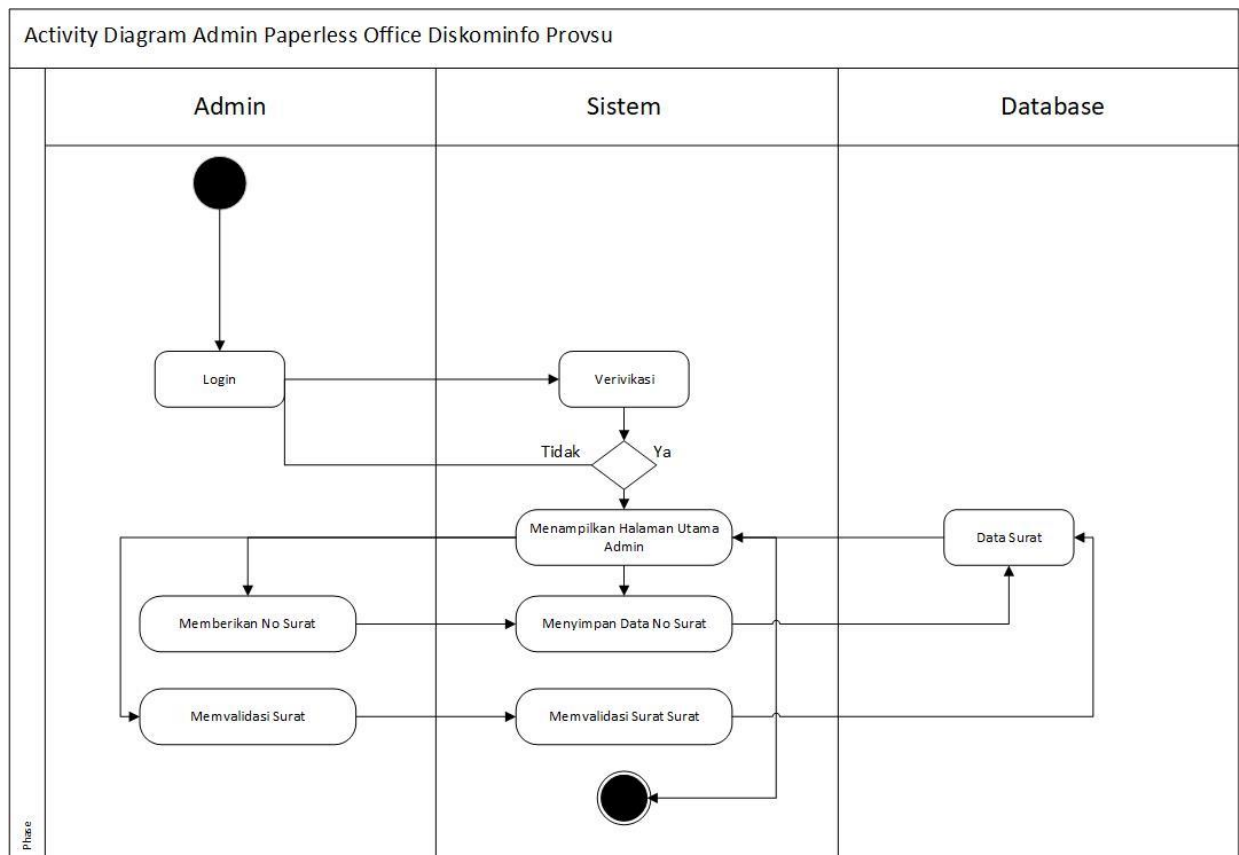 Activity Diagram Admin Paperless Office Diskominfo Provsu
Admin
Sistem
Database
Login
Verivikasi
Tidak
Ya
Menampilkan Halaman Utama
Admin
Data Surat
Memberikan No Surat
Menyimpan Data No Surat
Memvalidasi Surat
Memvalidasi Surat Surat
Phase